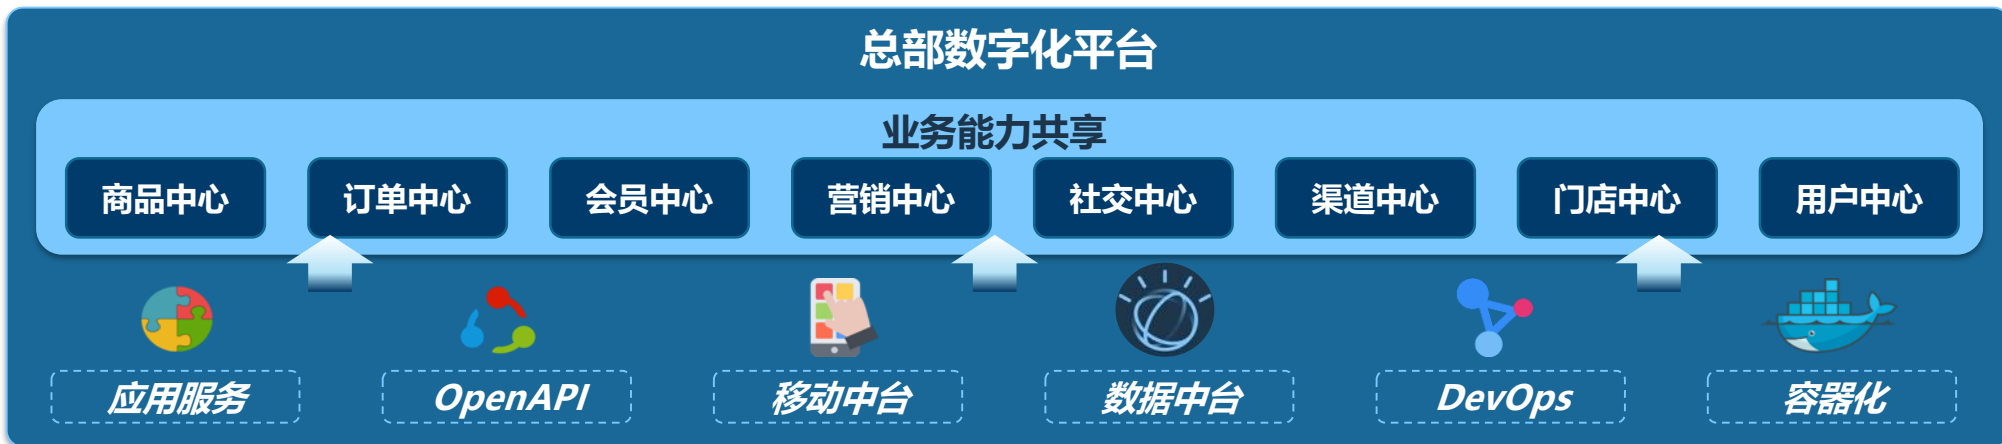 总部数字化平台
业务能力共享
商品中心 订单中心 会员中心 营销中心 社交中心 渠道中心 门店中心 用户中心
应用服务 OpenAPI 移动中台 数据中台 DevOps 容器化